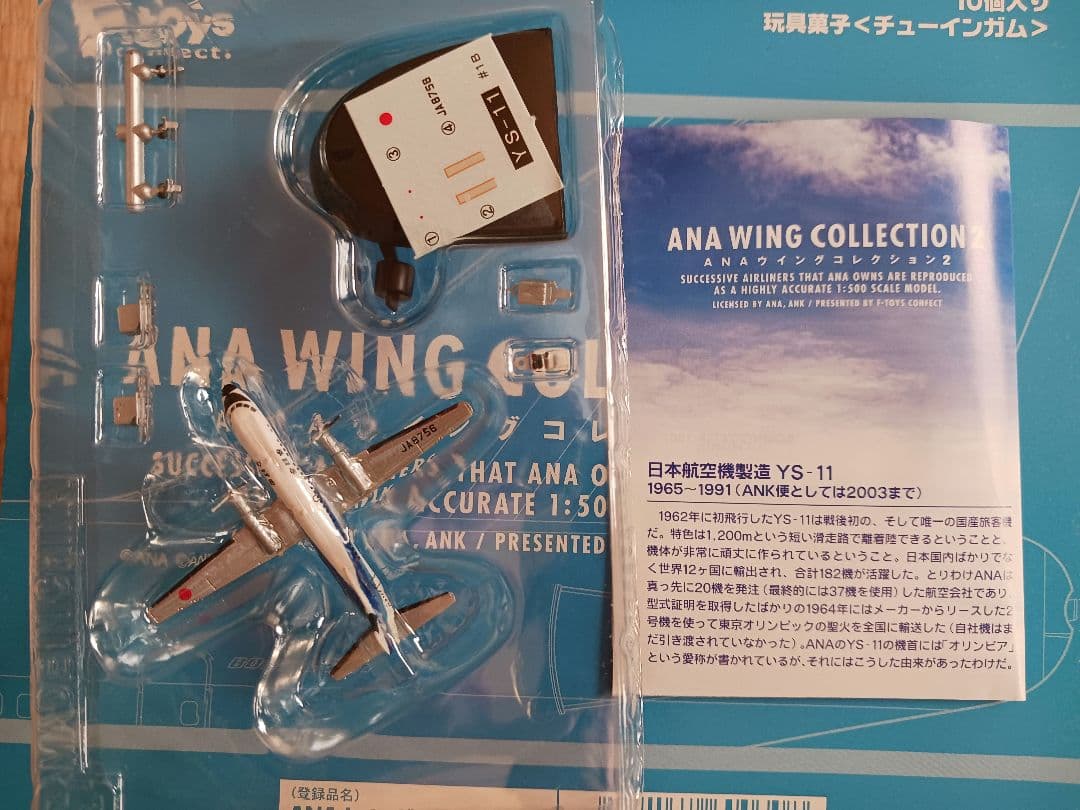 F-toys
confect.
10個入り
玩具菓子<チューインガム>
YS-11 #18
④ JA8758
③
②
①
ANA WING COLLECTION 2
ANAウイングコレクション2
SUCCESSIVE AIRLINERS THAT ANA OWNS ARE REPRODUCED
AS A HIGHLY ACCURATE 1:500 SCALE MODEL.
LICENSED BY ANA, ANK / PRESENTED BY F-TOYS CONFECT
ANA WING COL
グコレ
SUCCESS THAT ANA O
ACCURATE 1:50
, ANK / PRESENTED
©ANA ©AN
JA8756
日本航空機製造 YS-11
1965~1991(ANK便としては2003まで)
1962年に初飛行したYS-11は戦後初の、そして唯一の国産旅客機
だ。特色は1,200mという短い滑走路で離着陸できるということと、
機体が非常に頑丈に作られているということ。日本国内ばかりでな
く世界12ヶ国に輸出され、合計182機が活躍した。とりわけANAは
真っ先に20機を発注(最終的には37機を使用)した航空会社であり、
型式証明を取得したばかりの1964年にはメーカーからリースした2
号機を使って東京オリンピックの聖火を全国に輸送した(自社機はま
だ引き渡されていなかった)。ANAのYS-11の機首には「オリンピア」
という愛称が書かれているが、それにはこうした由来があったわけだ。
(登録品名)